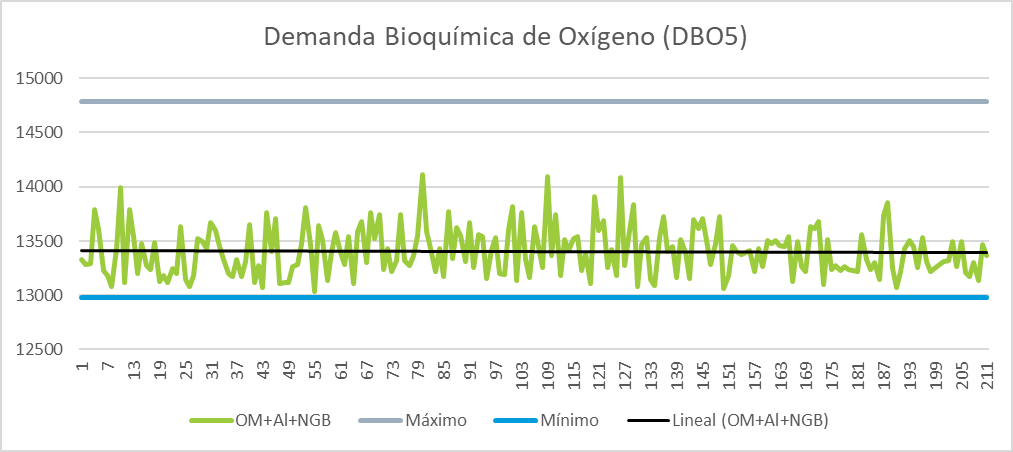 Demanda Bioquímica de Oxígeno (DBO5)
15000
14500
14000
13500
13000
12500
1 7 13 19 25 31 37 43 49 55 61 67 73 79 85 91 97 103 109 115 121 127 133 139 145 151 157 163 169 175 181 187 193 199 205 211
OM+Al+NGB Máximo Mínimo Lineal (OM+Al+NGB)